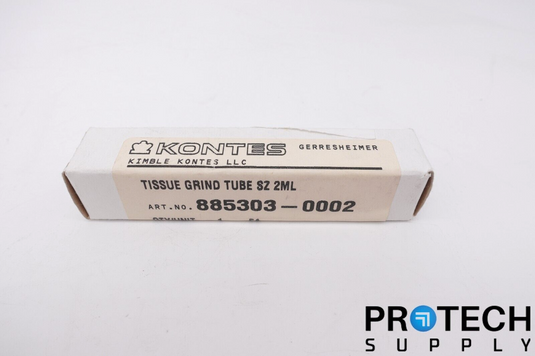 KONTES GERRESHEIMER
KIMBLE KONTES LLC
TISSUE GRIND TUBE SZ 2ML
ART.NO. 885303-0002
PROTECH
SUPPLY